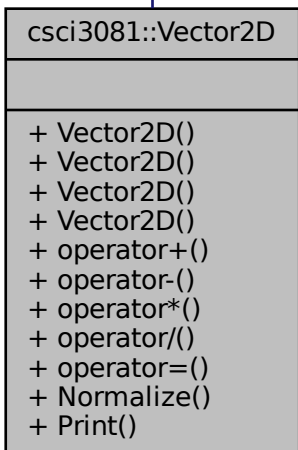 csci3081::Vector2D
+ Vector2D()
+ Vector2D()
+ Vector2D()
+ Vector2D()
+ operator+()
+ operator-()
+ operator*()
+ operator/()
+ operator=()
+ Normalize()
+ Print()